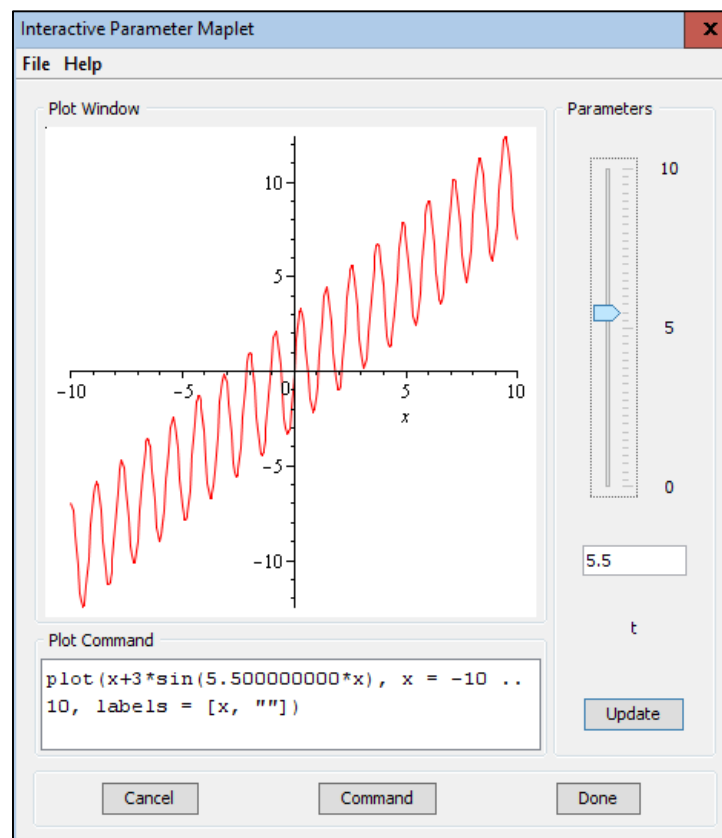 Interactive Parameter Maplet
x
File Help
Plot Window
10
5
-10
-5
0
5
10
x
-5
-10
Parameters
10
5
0
5.5
t
Update
Plot Command
plot(x+3*sin(5.500000000*x), x = -10 ..
10, labels = [x, ""])
Cancel Command Done